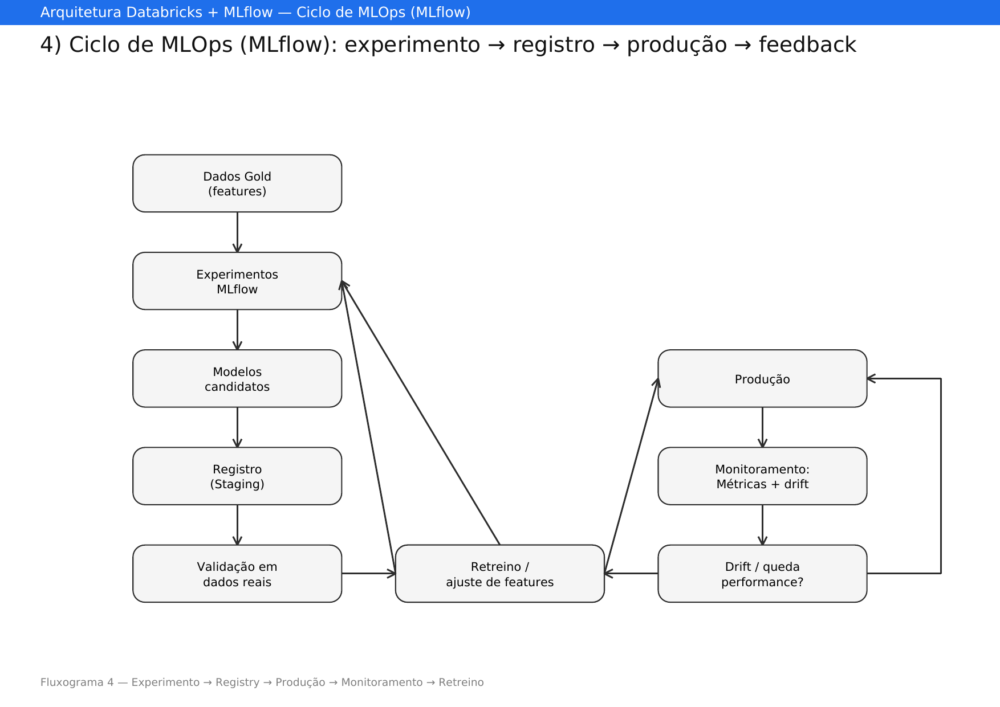 Arquitetura Databricks + MLflow — Ciclo de MLOps (MLflow)
4) Ciclo de MLOps (MLflow): experimento → registro → produção → feedback
Dados Gold
(features)
Experimentos
MLflow
Modelos
candidatos
Registro
(Staging)
Validação em
dados reais
Retreino /
ajuste de features
Produção
Monitoramento:
Métricas + drift
Drift / queda
performance?
Fluxograma 4 — Experimento → Registry → Produção → Monitoramento → Retreino